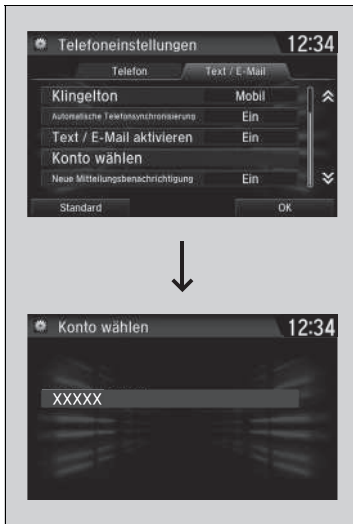 Telefoneinstellungen 12:34
Telefon Text / E-Mail
Klingelton Mobil
Automatische Telefonsynchronisierung Ein
Text / E-Mail aktivieren Ein
Konto wählen
Neue Mitteilungsbenachrichtigung Ein
Standard OK
Konto wählen 12:34
XXXXX